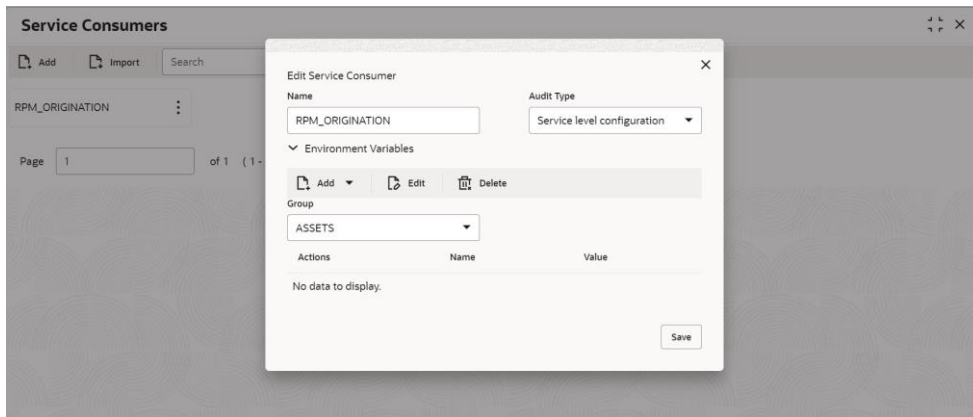 Service Consumers
Add Import Search
RPM_ORIGINATION
Page 1 of 1 (1-
Edit Service Consumer
Name Audit Type
RPM_ORIGINATION Service level configuration
Environment Variables
Add Edit Delete
Group
ASSETS
Actions Name Value
No data to display.
Save